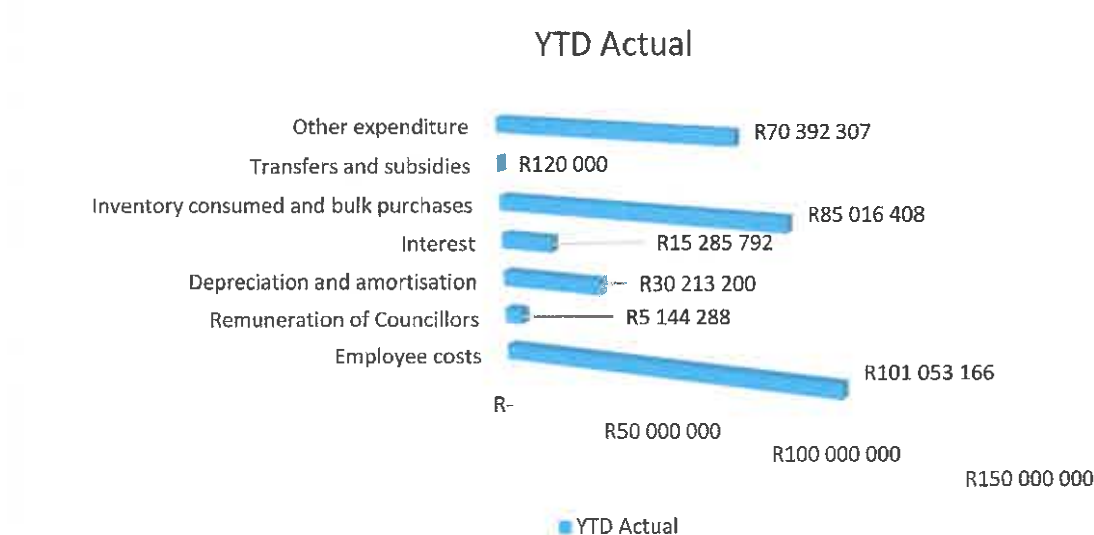 YTD Actual
Other expenditure R70 392 307
Transfers and subsidies R120 000
Inventory consumed and bulk purchases R85 016 408
Interest R15 285 792
Depreciation and amortisation R30 213 200
Remuneration of Councillors R5 144 288
Employee costs R101 053 166
R-
R50 000 000
R100 000 000
R150 000 000
YTD Actual